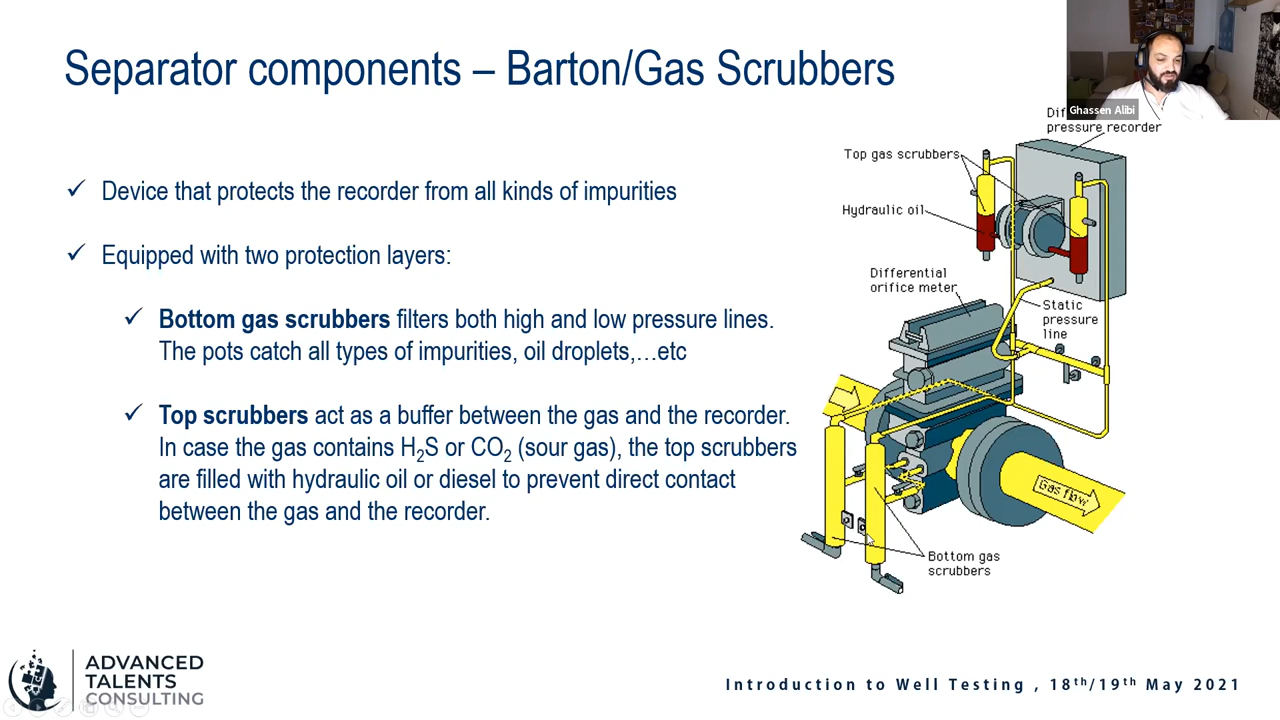 Separator components – Barton/Gas Scrubbers
Ghassen Alibi
Device that protects the recorder from all kinds of impurities
Equipped with two protection layers:
Bottom gas scrubbers filters both high and low pressure lines.
The pots catch all types of impurities, oil droplets,…etc
Top scrubbers act as a buffer between the gas and the recorder.
In case the gas contains H₂S or CO₂ (sour gas), the top scrubbers
are filled with hydraulic oil or diesel to prevent direct contact
between the gas and the recorder.
pressure recorder
Top gas scrubbers
Hydraulic oil
Differential
orifice meter
Static
pressure
line
Gas flow
Bottom gas
scrubbers
ADVANCED
TALENTS
CONSULTING
Introduction to Well Testing , 18ᵗʰ/19ᵗʰ May 2021